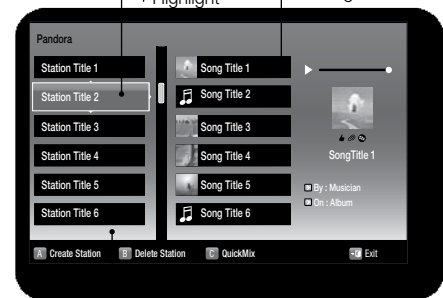 Highlight
Pandora
Station Title 1
Station Title 2
Station Title 3
Station Title 4
Station Title 5
Station Title 6
Song Title 1
Song Title 2
Song Title 3
Song Title 4
Song Title 5
Song Title 6
SongTitle 1
By : Musician
On : Album
A Create Station B Delete Station C QuickMix Exit